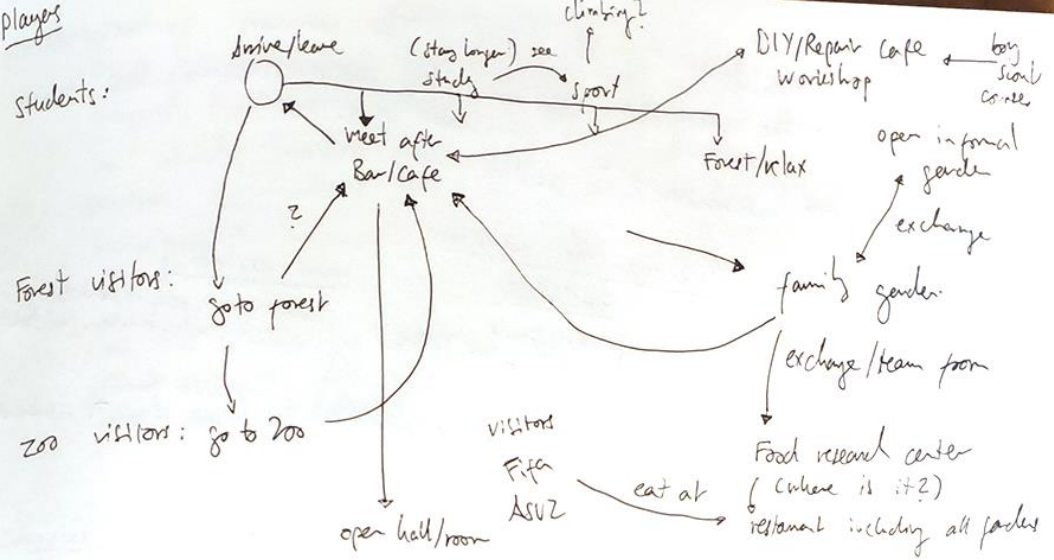 players
climbing?
Arrive/leave
(stay longer) see
study
sport
DIY/Repair Cafe
Workshop
boy
scout
corner
Students:
meet after
Bar/Cafe
Forest/relax
open informal
garden
exchange
?
Forest visitors:
go to forest
family garden
exchange/learn from
zoo visitors: go to zoo
visitors
Fifa
ASVZ
eat at
Food research center
(where is it?)
restaurant including all gardens
open hall/room